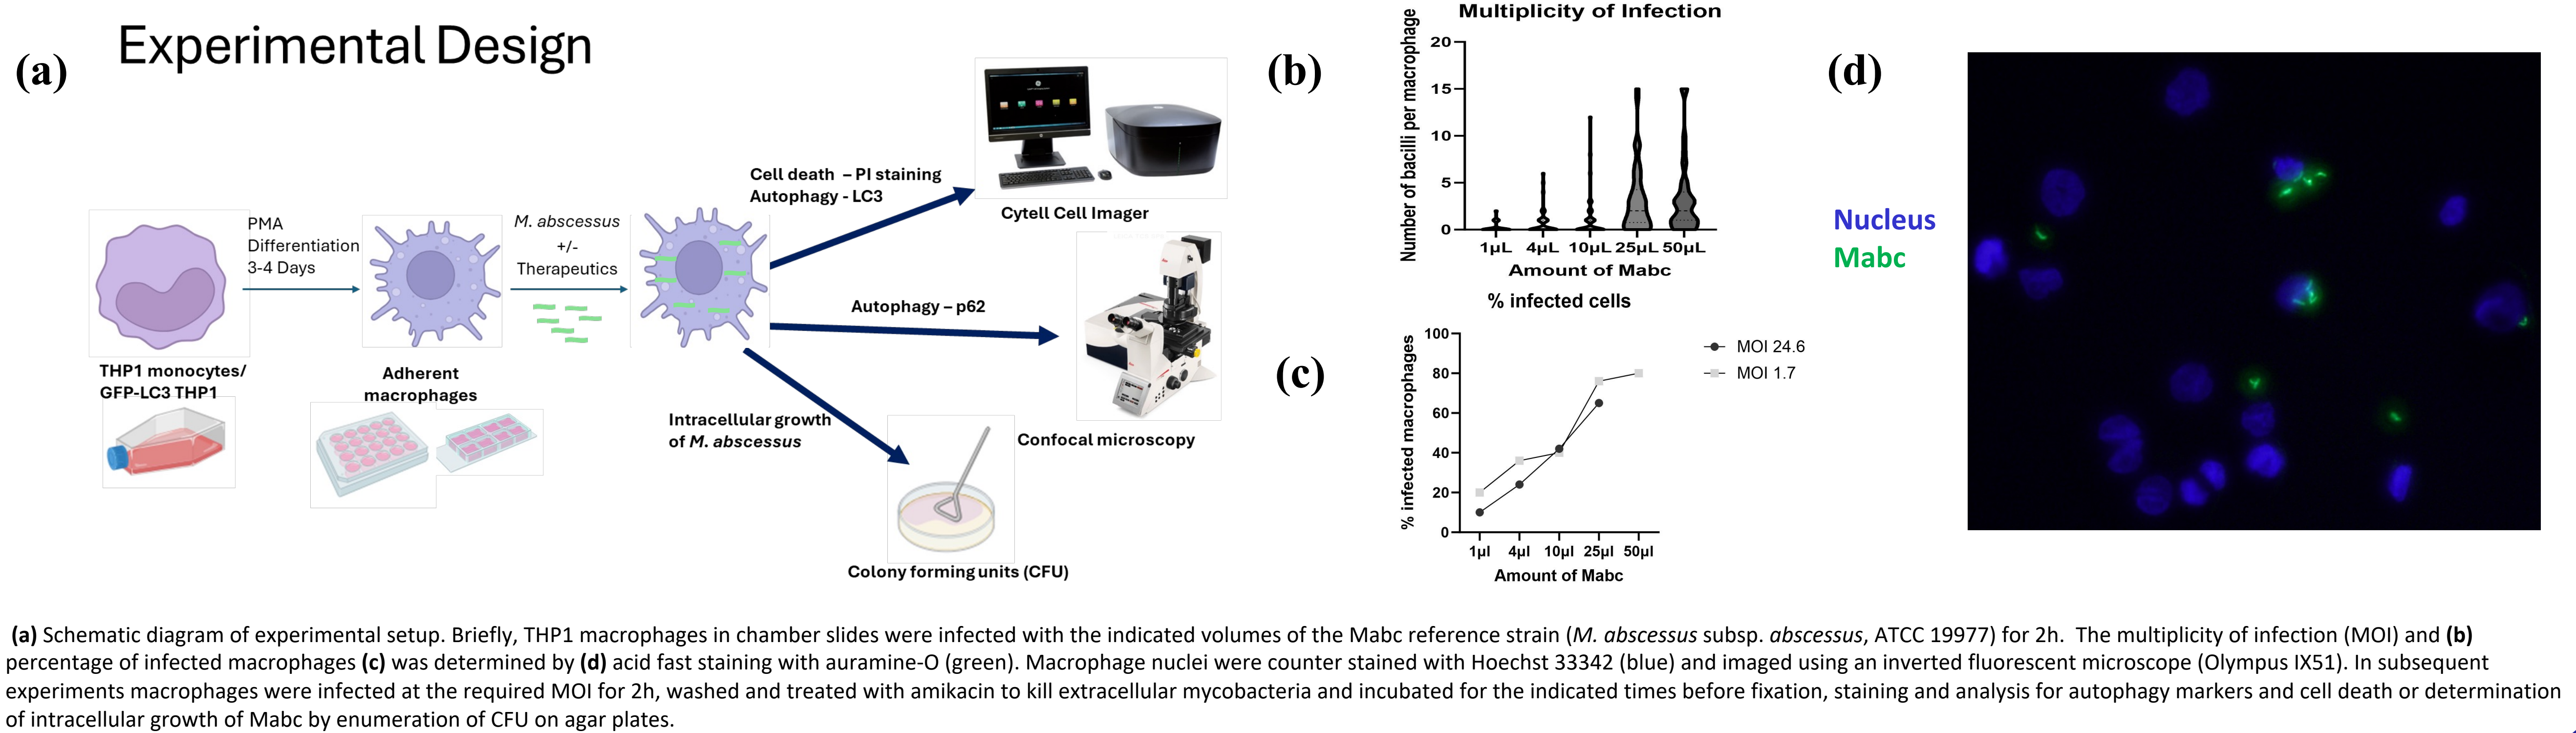 Experimental Design
(a)
PMA
Differentiation
3-4 Days
M. abscessus
+/-
Therapeutics
Cell death – PI staining
Autophagy - LC3
Cytell Cell Imager
Autophagy – p62
Confocal microscopy
THP1 monocytes/
GFP-LC3 THP1
Adherent
macrophages
Intracellular growth
of M. abscessus
Colony forming units (CFU)
(b)
Multiplicity of Infection
Number of bacilli per macrophage
20
15
10
5
0
1µL 4µL 10µL 25µL 50µL
Amount of Mabc
(c)
% infected cells
% infected macrophages
100
80
60
40
20
0
1µl 4µl 10µl 25µl 50µl
Amount of Mabc
MOI 24.6
MOI 1.7
(d)
Nucleus
Mabc
(a) Schematic diagram of experimental setup. Briefly, THP1 macrophages in chamber slides were infected with the indicated volumes of the Mabc reference strain (M. abscessus subsp. abscessus, ATCC 19977) for 2h. The multiplicity of infection (MOI) and (b)
percentage of infected macrophages (c) was determined by (d) acid fast staining with auramine-O (green). Macrophage nuclei were counter stained with Hoechst 33342 (blue) and imaged using an inverted fluorescent microscope (Olympus IX51). In subsequent
experiments macrophages were infected at the required MOI for 2h, washed and treated with amikacin to kill extracellular mycobacteria and incubated for the indicated times before fixation, staining and analysis for autophagy markers and cell death or determination
of intracellular growth of Mabc by enumeration of CFU on agar plates.